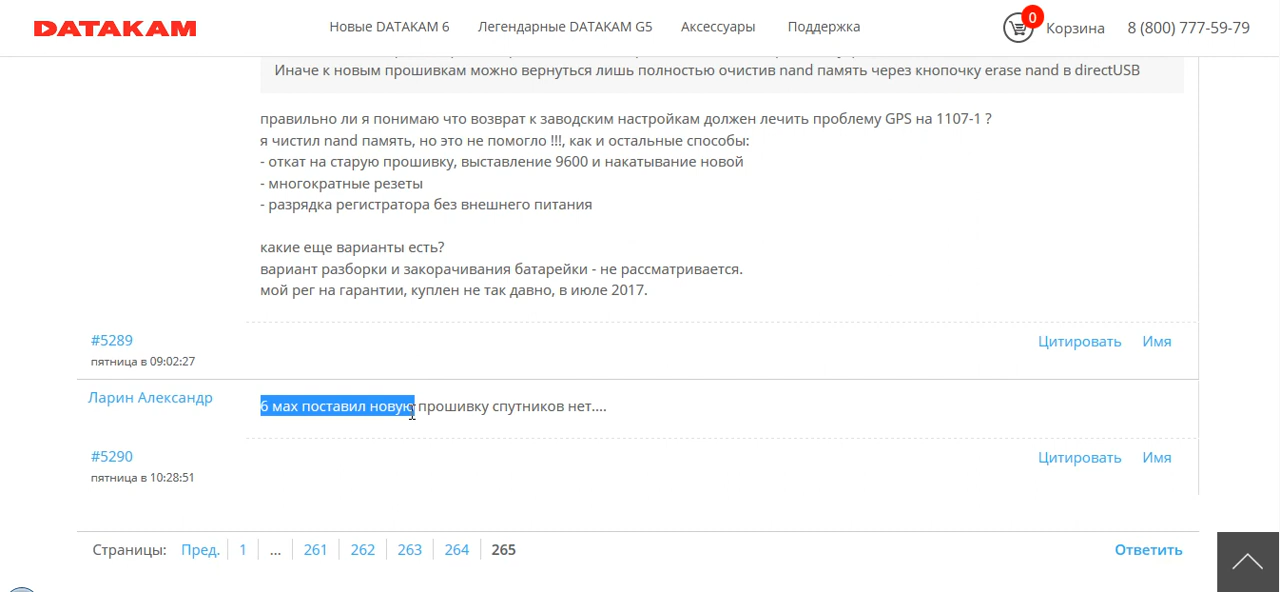 DATAKAM
Новые DATAKAM 6
Легендарные DATAKAM G5
Аксессуары
Поддержка
0
Корзина
8 (800) 777-59-79
Иначе к новым прошивкам можно вернуться лишь полностью очистив nand память через кнопочку erase nand в directUSB
правильно ли я понимаю что возврат к заводским настройкам должен лечить проблему GPS на 1107-1 ?
я чистил nand память, но это не помогло !!!, как и остальные способы:
- откат на старую прошивку, выставление 9600 и накатывание новой
- многократные резеты
- разрядка регистратора без внешнего питания
какие еще варианты есть?
вариант разборки и закорачивания батарейки - не рассматривается.
мой рег на гарантии, куплен не так давно, в июле 2017.
#5289
Цитировать
Имя
пятница в 09:02:27
Ларин Александр
6 мах поставил новую прошивку спутников нет....
#5290
Цитировать
Имя
пятница в 10:28:51
Страницы: Пред. 1 ... 261 262 263 264 265
Ответить